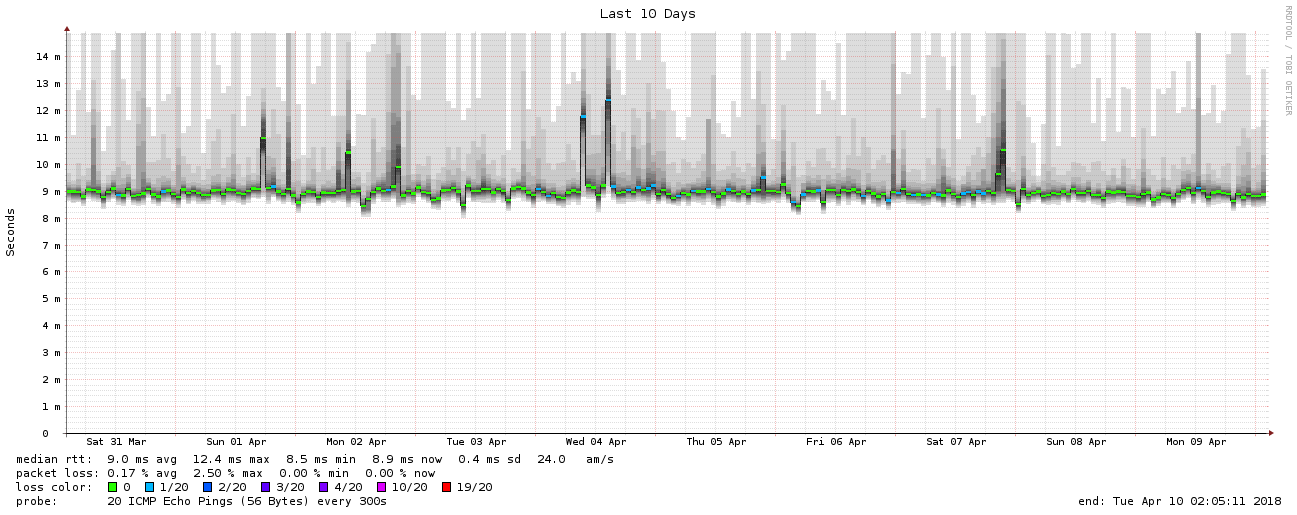 Last 10 Days
RRDTOOL / TOBI OETIKER
Seconds
14 m
13 m
12 m
11 m
10 m
9 m
8 m
7 m
6 m
5 m
4 m
3 m
2 m
1 m
0
Sat 31 Mar Sun 01 Apr Mon 02 Apr Tue 03 Apr Wed 04 Apr Thu 05 Apr Fri 06 Apr Sat 07 Apr Sun 08 Apr Mon 09 Apr
median rtt: 9.0 ms avg 12.4 ms max 8.5 ms min 8.9 ms now 0.4 ms sd 24.0 am/s
packet loss: 0.17 % avg 2.50 % max 0.00 % min 0.00 % now
loss color: 0 1/20 2/20 3/20 4/20 10/20 19/20
probe: 20 ICMP Echo Pings (56 Bytes) every 300s end: Tue Apr 10 02:05:11 2018